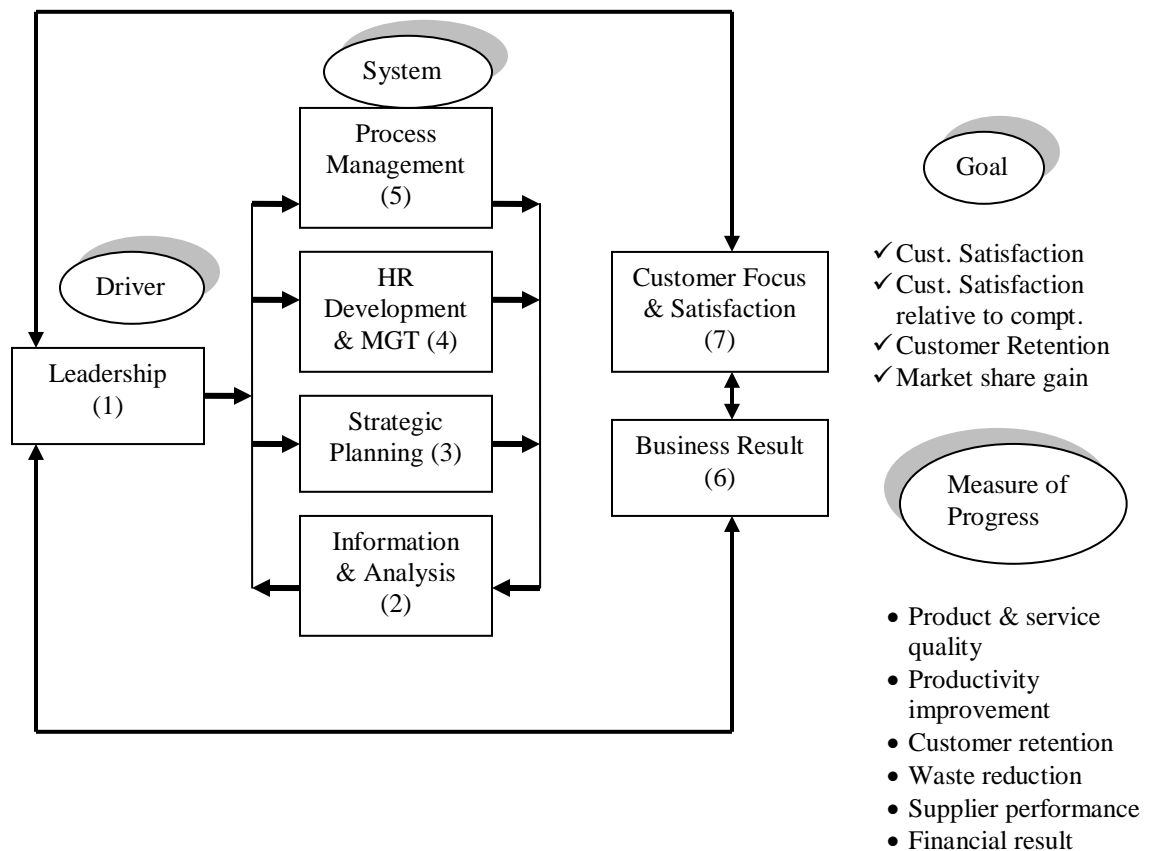 System
Process
Management
(5)
Goal
Driver
HR
Development
& MGT (4)
Customer Focus
& Satisfaction
(7)
✓ Cust. Satisfaction
✓ Cust. Satisfaction
relative to compt.
✓ Customer Retention
✓ Market share gain
Leadership
(1)
Strategic
Planning (3)
Business Result
(6)
Measure of
Progress
Information
& Analysis
(2)
• Product & service
quality
• Productivity
improvement
• Customer retention
• Waste reduction
• Supplier performance
• Financial result